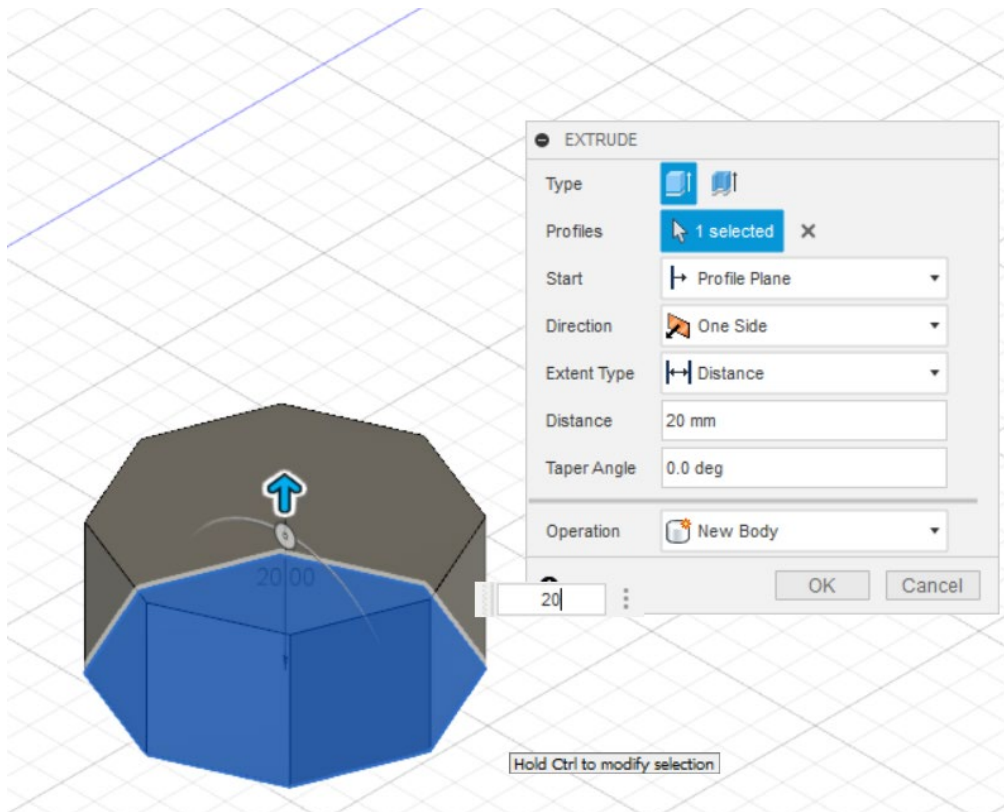 EXTRUDE
Type
Profiles 1 selected
Start Profile Plane
Direction One Side
Extent Type Distance
Distance 20 mm
Taper Angle 0.0 deg
Operation New Body
OK Cancel
20.00
20
Hold Ctrl to modify selection